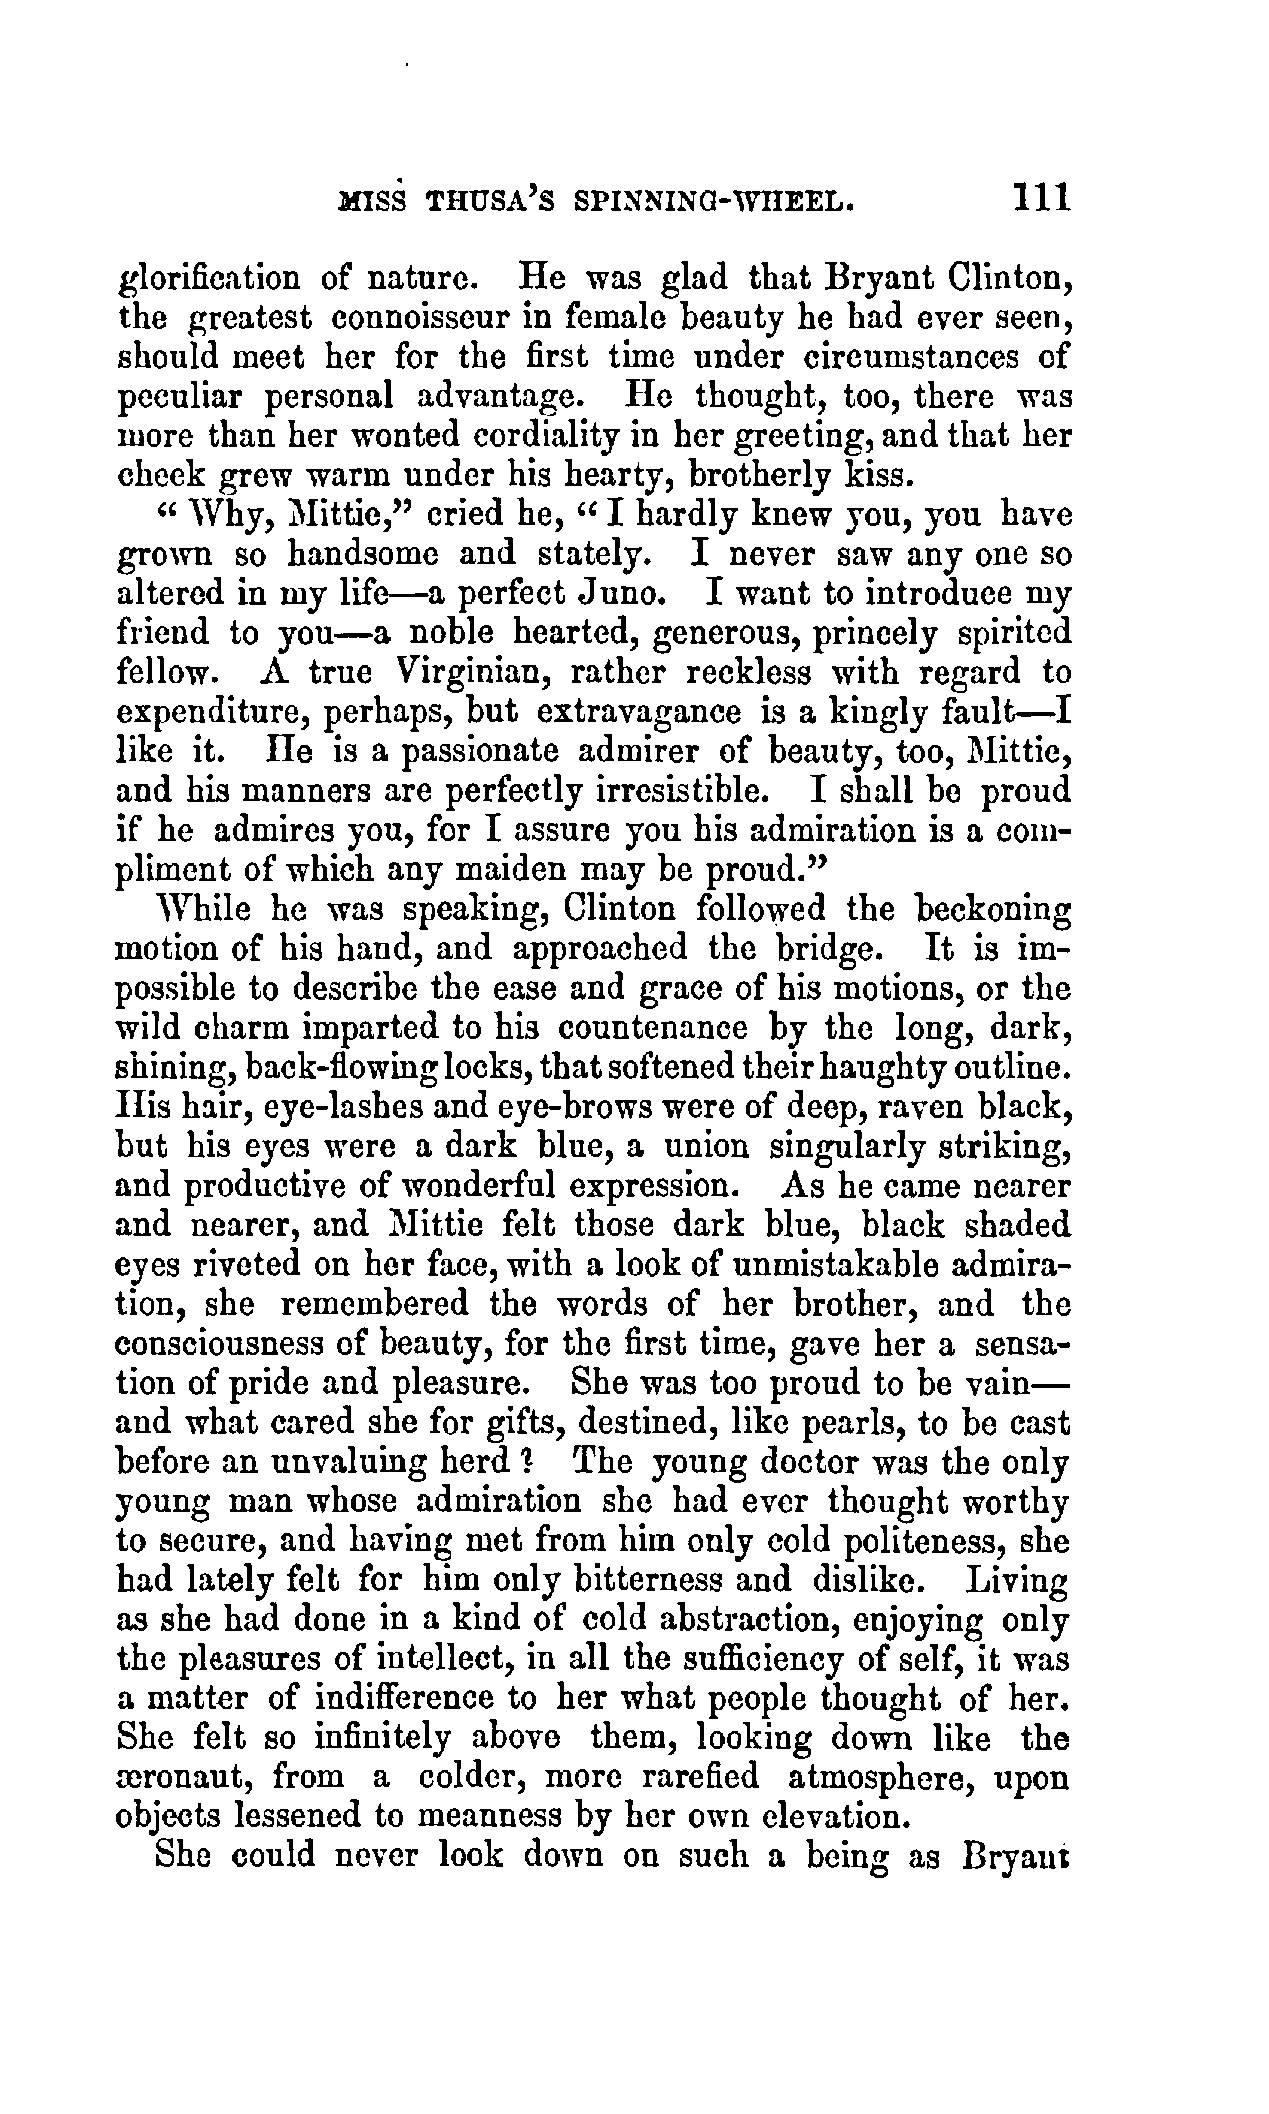 MISS THUSA'S SPINNING-WHEEL. 111
glorification of nature. He was glad that Bryant Clinton,
the greatest connoisseur in female beauty he had ever seen,
should meet her for the first time under circumstances of
peculiar personal advantage. He thought, too, there was
more than her wonted cordiality in her greeting, and that her
cheek grew warm under his hearty, brotherly kiss.
“ Why, Mittie,” cried he, “ I hardly knew you, you have
grown so handsome and stately. I never saw any one so
altered in my life—a perfect Juno. I want to introduce my
friend to you—a noble hearted, generous, princely spirited
fellow. A true Virginian, rather reckless with regard to
expenditure, perhaps, but extravagance is a kingly fault—I
like it. He is a passionate admirer of beauty, too, Mittie,
and his manners are perfectly irresistible. I shall be proud
if he admires you, for I assure you his admiration is a com-
pliment of which any maiden may be proud.”
While he was speaking, Clinton followed the beckoning
motion of his hand, and approached the bridge. It is im-
possible to describe the ease and grace of his motions, or the
wild charm imparted to his countenance by the long, dark,
shining, back-flowing locks, that softened their haughty outline.
His hair, eye-lashes and eye-brows were of deep, raven black,
but his eyes were a dark blue, a union singularly striking,
and productive of wonderful expression. As he came nearer
and nearer, and Mittie felt those dark blue, black shaded
eyes riveted on her face, with a look of unmistakable admira-
tion, she remembered the words of her brother, and the
consciousness of beauty, for the first time, gave her a sensa-
tion of pride and pleasure. She was too proud to be vain—
and what cared she for gifts, destined, like pearls, to be cast
before an unvaluing herd ? The young doctor was the only
young man whose admiration she had ever thought worthy
to secure, and having met from him only cold politeness, she
had lately felt for him only bitterness and dislike. Living
as she had done in a kind of cold abstraction, enjoying only
the pleasures of intellect, in all the sufficiency of self, it was
a matter of indifference to her what people thought of her.
She felt so infinitely above them, looking down like the
æronaut, from a colder, more rarefied atmosphere, upon
objects lessened to meanness by her own elevation.
She could never look down on such a being as Bryant